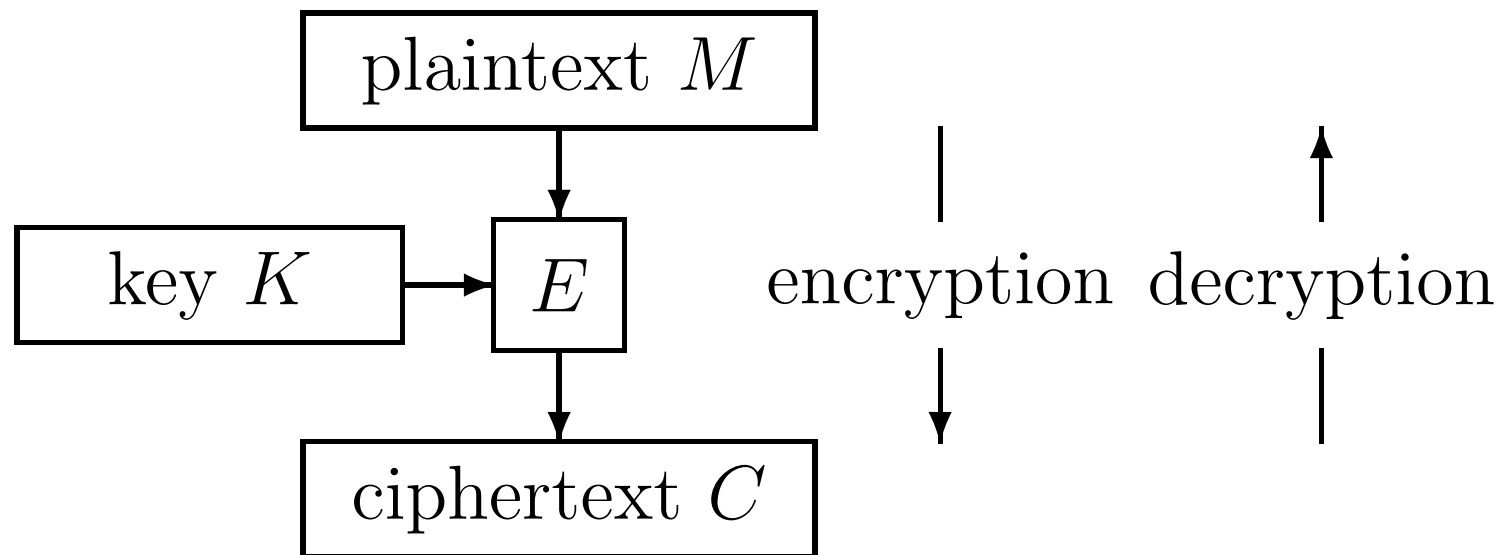 plaintext M
key K
E
encryption
decryption
ciphertext C